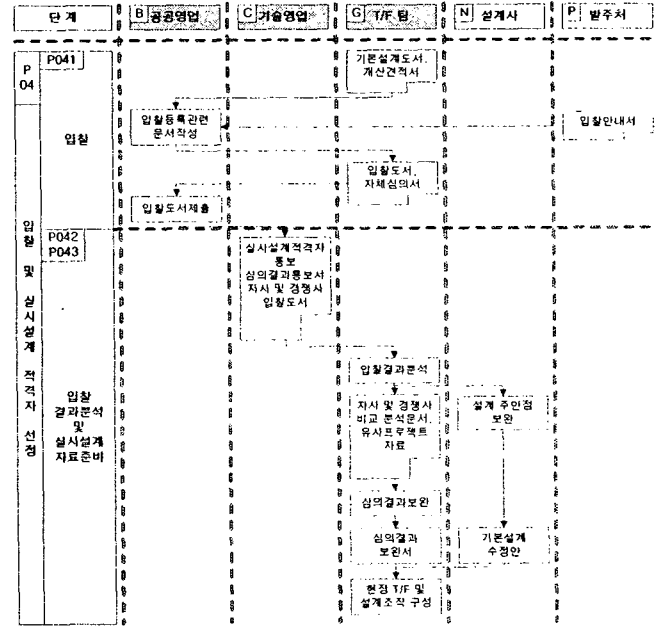 단 계
B 공공영업
C 기술영업
G T/F 팀
N 설계사
P 발주처
P
04
P041
입찰
기본설계도서,
개산견적서
입찰등록관련
문서작성
입찰안내서
입찰도서,
자체심의서
입찰도서제출
입찰 및 실시설계 적격자 선정
P042
P043
실시설계적격자
통보
심의결과통보서
자사 및 경쟁사
입찰도서
입찰
결과분석
및
실시설계
자료준비
입찰결과분석
자사 및 경쟁사
비교 분석문서,
유사프로젝트
자료
설계 주안점
보완
심의결과보완
심의결과
보완서
기본설계
수정안
현장 T/F 및
설계조직 구성